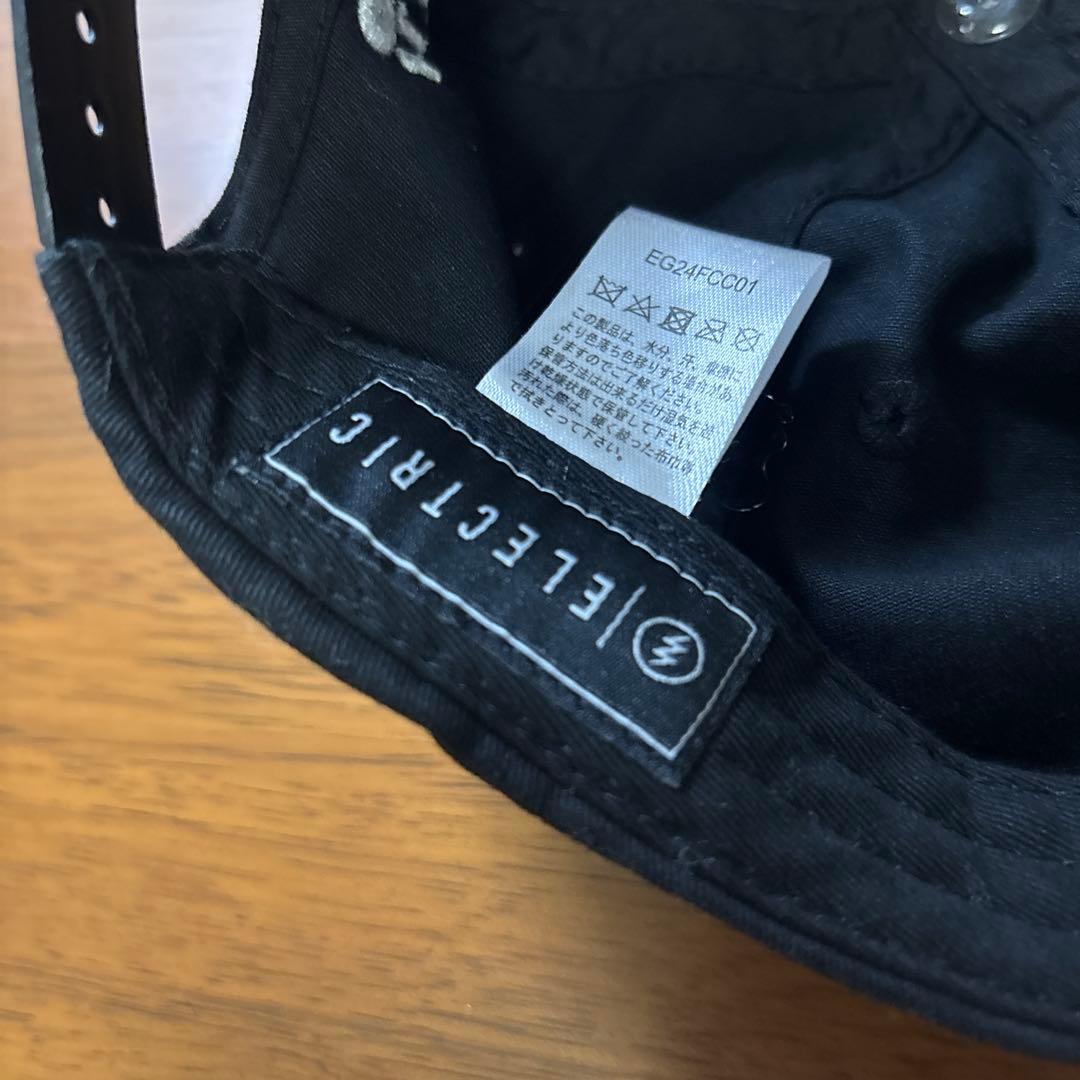 EG24FCC01
この製品は、水分、汗、摩擦に
より色落ち色移りする場合があ
りますのでご了解ください。
保管方法は出来るだけ湿気を避
け乾燥状態で保管して下さい。
汚れた際は、硬く絞った布巾等
で拭きとって下さい。
ELECTRIC